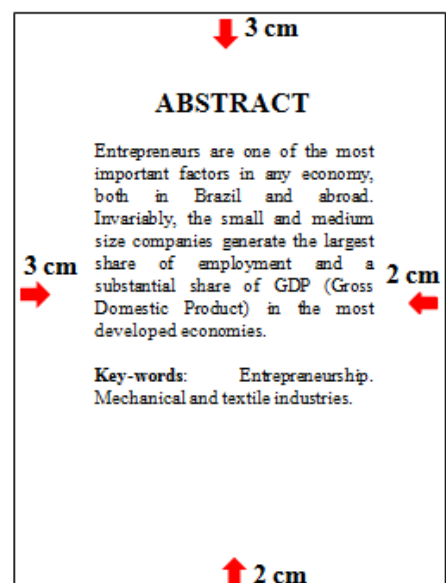 3 cm
ABSTRACT
Entrepreneurs are one of the most
important factors in any economy,
both in Brazil and abroad.
Invariably, the small and medium
size companies generate the largest
3 cm
share of employment and a
substantial share of GDP (Gross
2 cm
Domestic Product) in the most
developed economies.
Key-words: Entrepreneurship.
Mechanical and textile industries.
2 cm